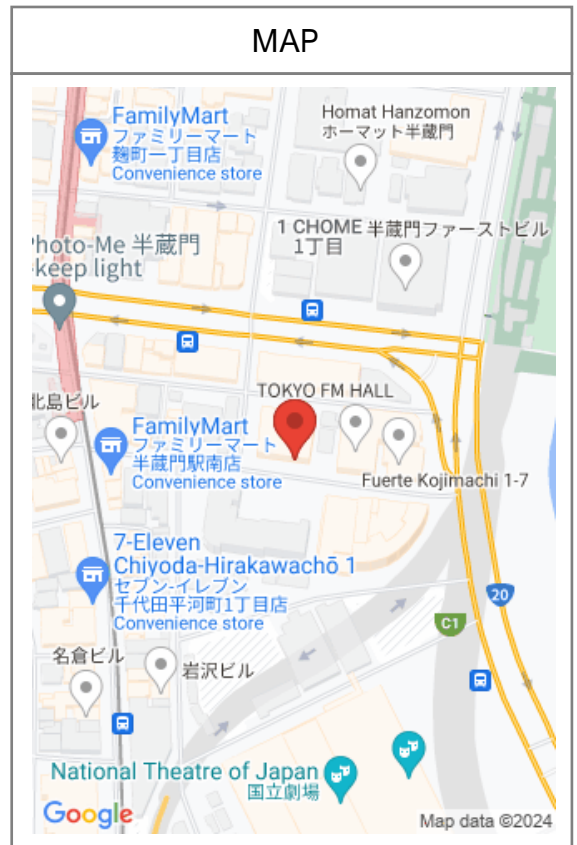 MAP
FamilyMart
ファミリーマート
麹町一丁目店
Convenience store
Homat Hanzomon
ホーマット半蔵門
1 CHOME
1丁目
半蔵門ファーストビル
Photo-Me 半蔵門
-keep light
TOKYO FM HALL
北島ビル
FamilyMart
ファミリーマート
半蔵門駅南店
Convenience store
Fuerte Kojimachi 1-7
7-Eleven
Chiyoda-Hirakawachō 1
セブン-イレブン
千代田平河町1丁目店
Convenience store
20
C1
名倉ビル
岩沢ビル
National Theatre of Japan
国立劇場
Google
Map data ©2024